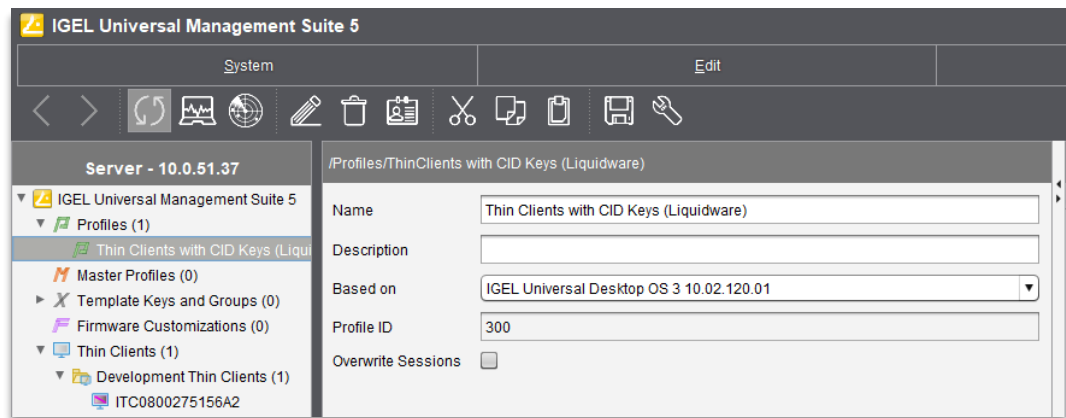 IGEL Universal Management Suite 5
System Edit
Server - 10.0.51.37
/Profiles/ThinClients with CID Keys (Liquidware)
IGEL Universal Management Suite 5
Profiles (1)
Thin Clients with CID Keys (Liqui
Master Profiles (0)
Template Keys and Groups (0)
Firmware Customizations (0)
Thin Clients (1)
Development Thin Clients (1)
ITC0800275156A2
Name Thin Clients with CID Keys (Liquidware)
Description
Based on IGEL Universal Desktop OS 3 10.02.120.01
Profile ID 300
Overwrite Sessions